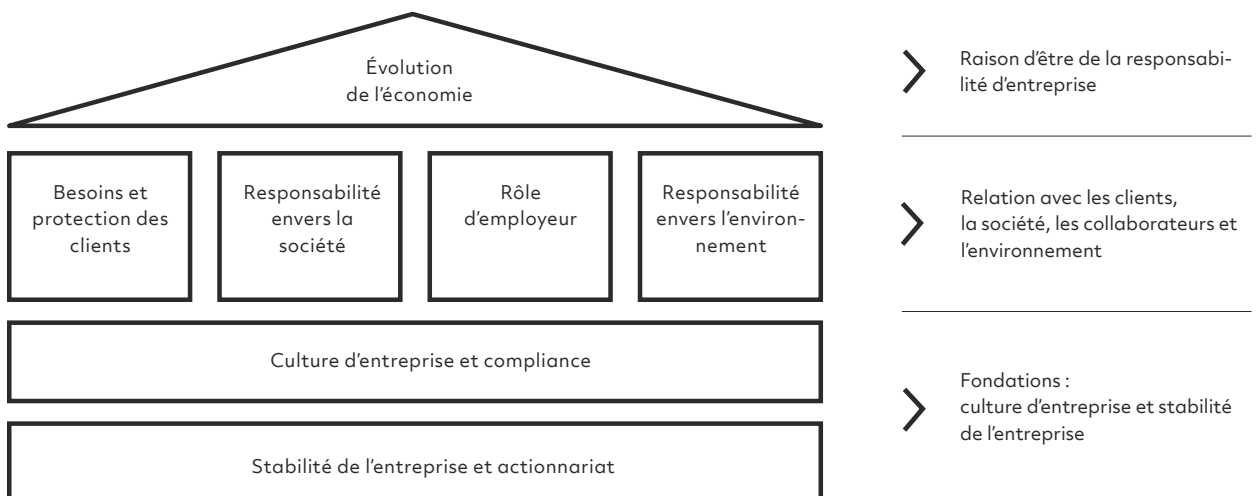 Évolution
de l'économie
Raison d'être de la responsabi-
lité d'entreprise
Besoins et
protection des
clients
Responsabilité
envers la
société
Rôle
d'employeur
Responsabilité
envers l'environ-
nement
Relation avec les clients,
la société, les collaborateurs et
l'environnement
Culture d'entreprise et compliance
Stabilité de l'entreprise et actionnariat
Fondations :
culture d'entreprise et stabilité
de l'entreprise